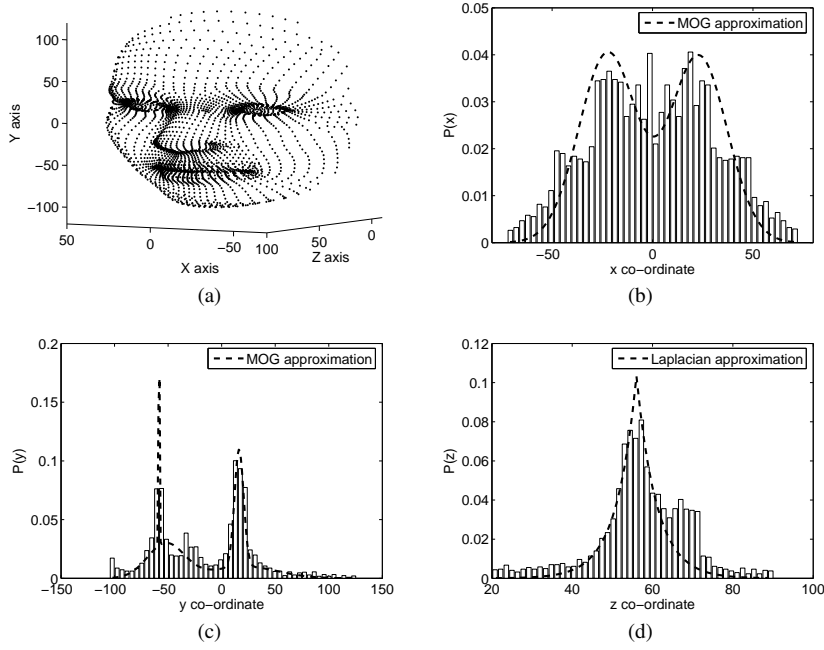 100
50
0
−50
−100
Y axis
50
0
−50
100
50
0
X axis
Z axis
(a)
0.05
0.04
0.03
0.02
0.01
0
P(x)
MOG approximation
−50
0
50
x co−ordinate
(b)
0.2
0.15
0.1
0.05
0
P(y)
MOG approximation
−150
−100
−50
0
50
100
150
y co−ordinate
(c)
0.12
0.1
0.08
0.06
0.04
0.02
0
P(z)
Laplacian approximation
20
40
60
80
100
z co−ordinate
(d)